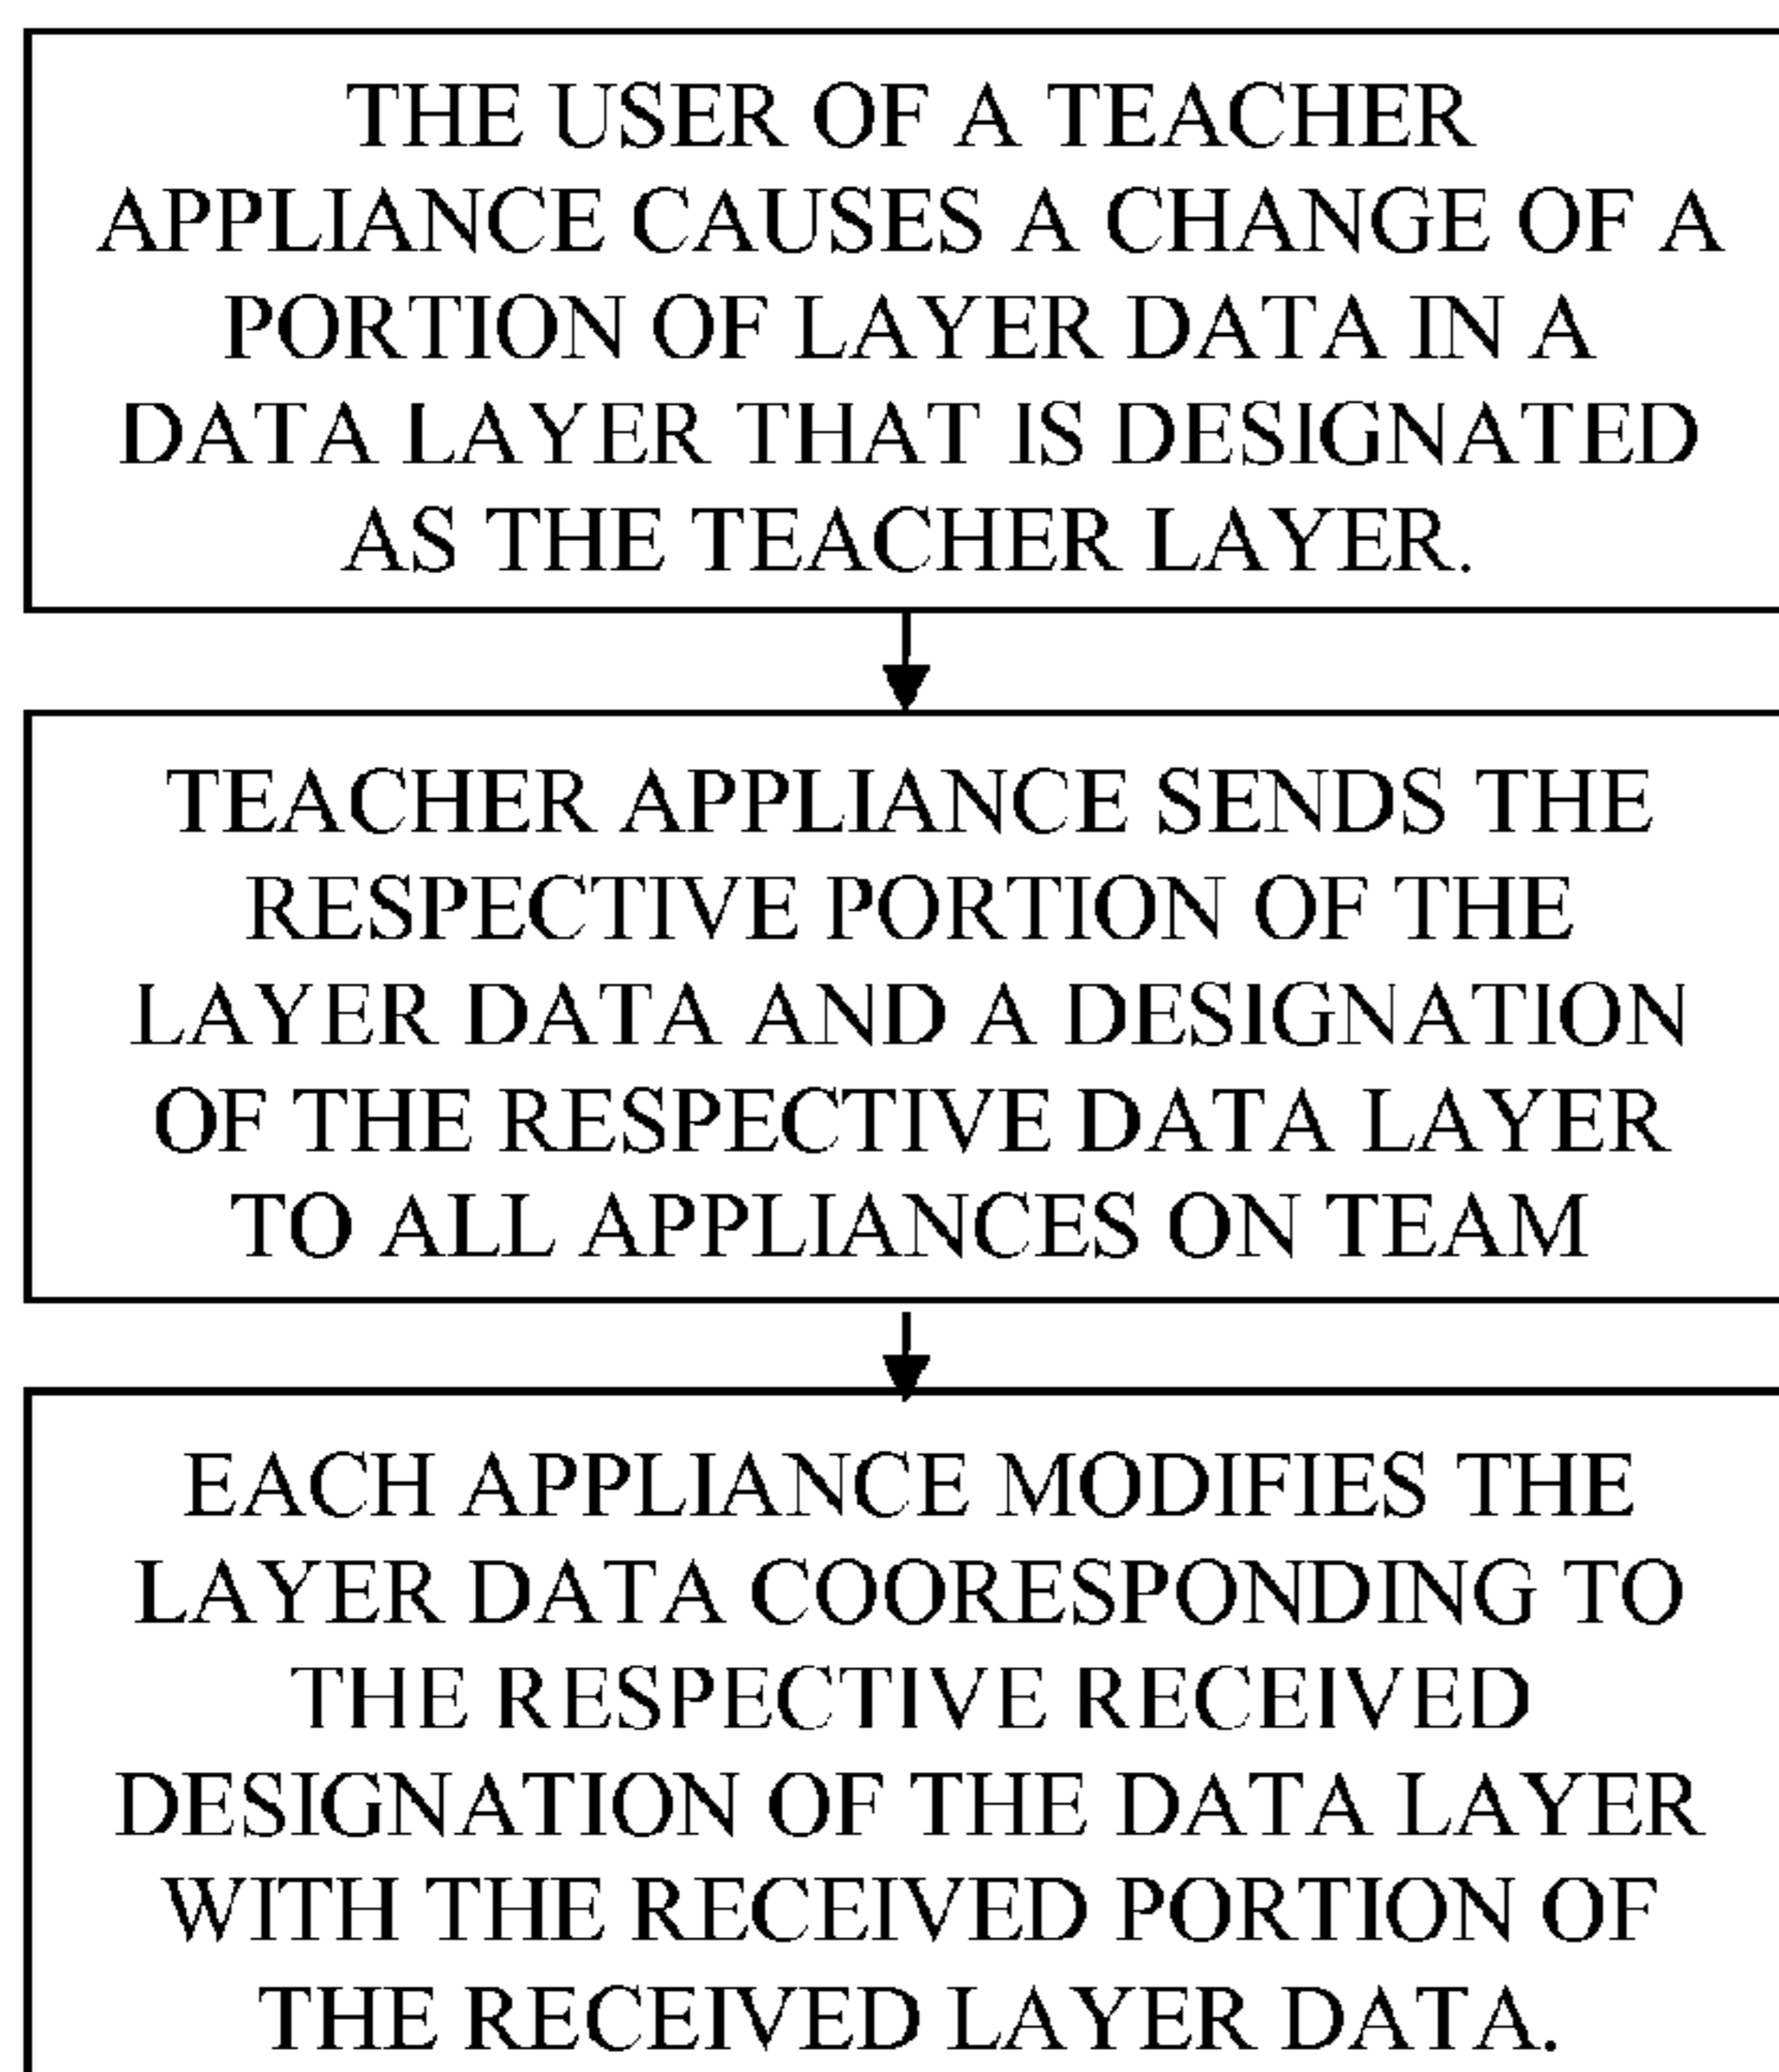 THE USER OF A TEACHER
APPLIANCE CAUSES A CHANGE OF A
PORTION OF LAYER DATA IN A
DATA LAYER THAT IS DESIGNATED
AS THE TEACHER LAYER.
TEACHER APPLIANCE SENDS THE
RESPECTIVE PORTION OF THE
LAYER DATA AND A DESIGNATION
OF THE RESPECTIVE DATA LAYER
TO ALL APPLIANCES ON TEAM
EACH APPLIANCE MODIFIES THE
LAYER DATA COORESPONDING TO
THE RESPECTIVE RECEIVED
DESIGNATION OF THE DATA LAYER
WITH THE RECEIVED PORTION OF
THE RECEIVED LAYER DATA.